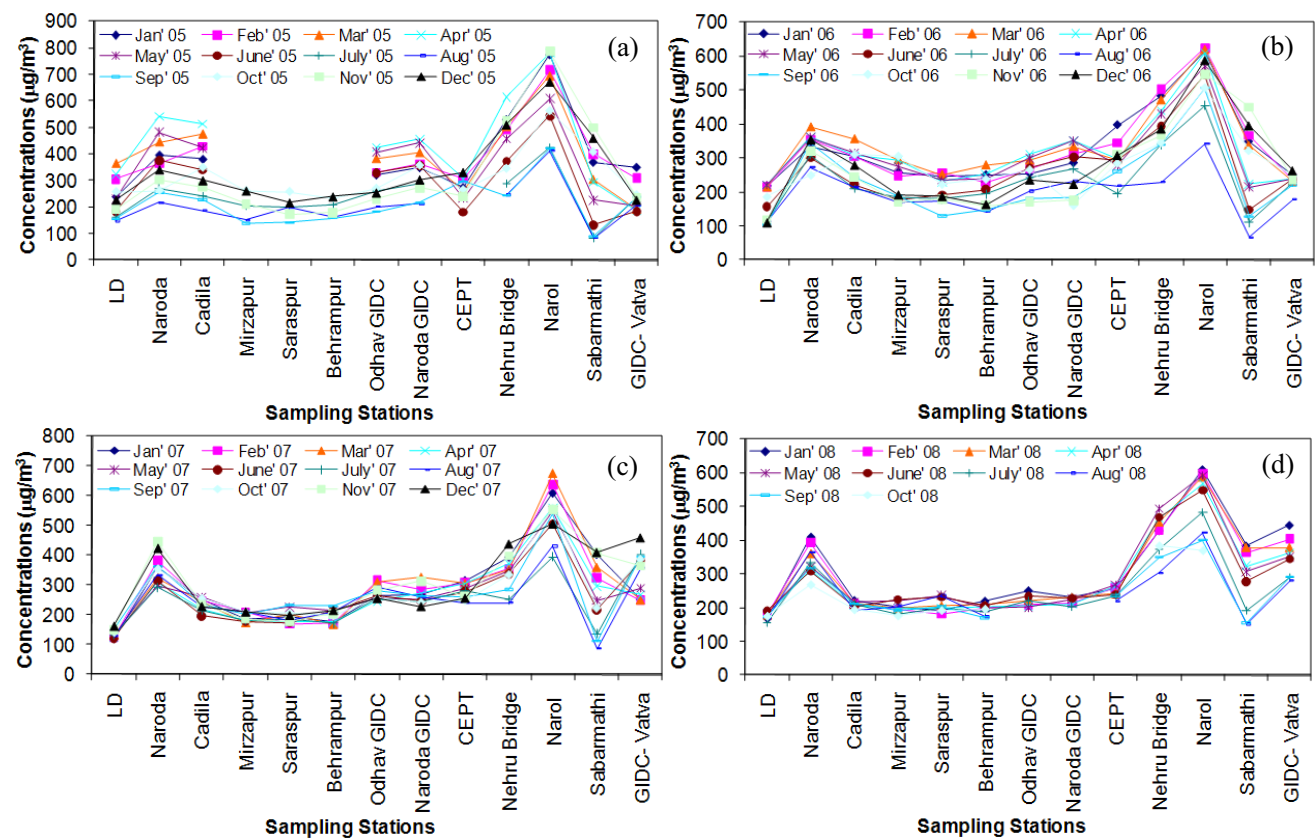 (a)
Concentrations (µg/m³)
900
800
700
600
500
400
300
200
100
0
Jan' 05 Feb' 05 Mar' 05 Apr' 05
May' 05 June' 05 July' 05 Aug' 05
Sep' 05 Oct' 05 Nov' 05 Dec' 05
LD
Naroda
Cadila
Mirzapur
Saraspur
Behrampur
Odhav GIDC
Naroda GIDC
CEPT
Nehru Bridge
Narol
Sabarmathi
GIDC- Vatva
Sampling Stations
(b)
Concentrations (µg/m³)
700
600
500
400
300
200
100
0
Jan' 06 Feb' 06 Mar' 06 Apr' 06
May' 06 June' 06 July' 06 Aug' 06
Sep' 06 Oct' 06 Nov' 06 Dec' 06
LD
Naroda
Cadila
Mirzapur
Saraspur
Behrampur
Odhav GIDC
Naroda GIDC
CEPT
Nehru Bridge
Narol
Sabarmathi
GIDC- Vatva
Sampling Stations
(c)
Concentrations (µg/m³)
800
700
600
500
400
300
200
100
0
Jan' 07 Feb' 07 Mar' 07 Apr' 07
May' 07 June' 07 July' 07 Aug' 07
Sep' 07 Oct' 07 Nov' 07 Dec' 07
LD
Naroda
Cadila
Mirzapur
Saraspur
Behrampur
Odhav GIDC
Naroda GIDC
CEPT
Nehru Bridge
Narol
Sabarmathi
GIDC- Vatva
Sampling Stations
(d)
Concentrations (µg/m³)
700
600
500
400
300
200
100
0
Jan' 08 Feb' 08 Mar' 08 Apr' 08
May' 08 June' 08 July' 08 Aug' 08
Sep' 08 Oct' 08
LD
Naroda
Cadila
Mirzapur
Saraspur
Behrampur
Odhav GIDC
Naroda GIDC
CEPT
Nehru Bridge
Narol
Sabarmathi
GIDC- Vatva
Sampling Stations